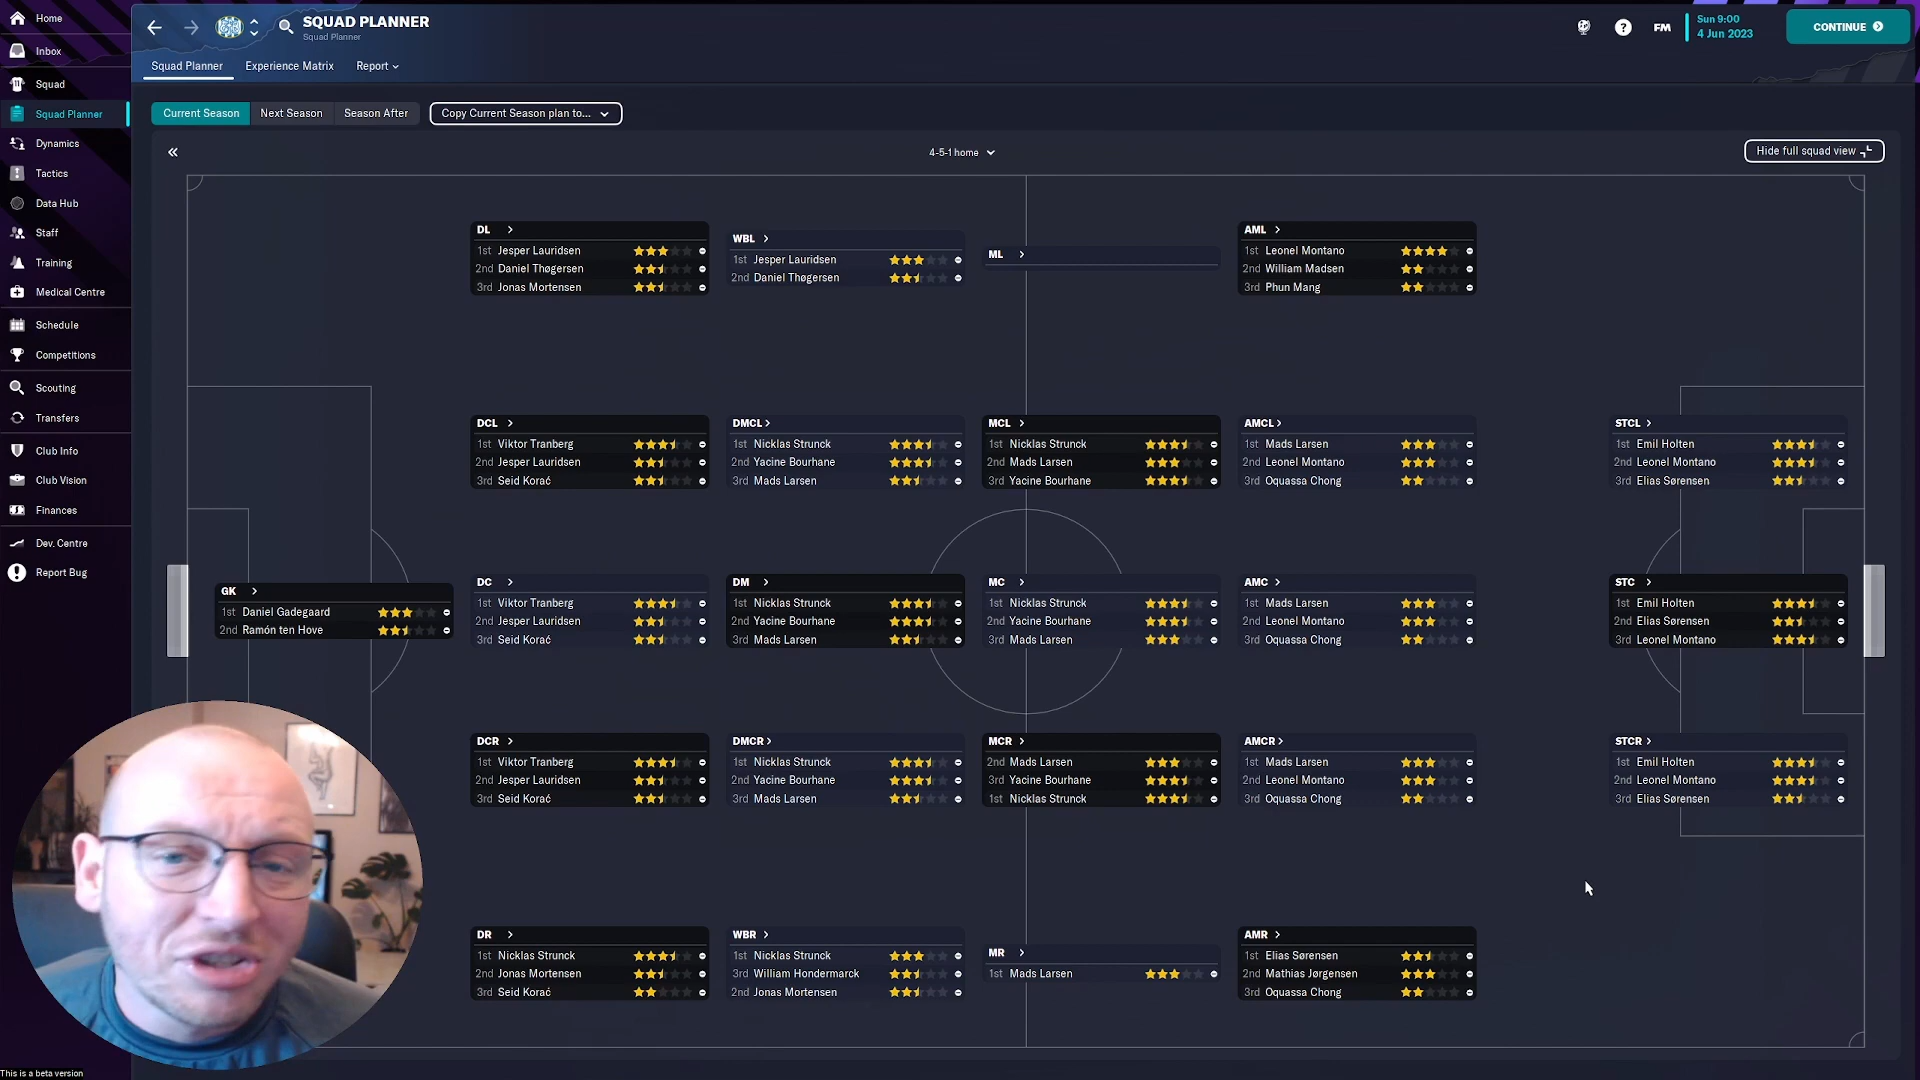 Home
Inbox
Squad
Squad Planner
Dynamics
Tactics
Data Hub
Staff
Training
Medical Centre
Schedule
Competitions
Scouting
Transfers
Club Info
Club Vision
Finances
Dev. Centre
Report Bug
SQUAD PLANNER
Squad Planner
FM
Sun 9:00
4 Jun 2023
CONTINUE
Squad Planner Experience Matrix Report
Current Season Next Season Season After Copy Current Season plan to...
4-5-1 home
Hide full squad view
DL
1st Jesper Lauridsen
2nd Daniel Thøgersen
3rd Jonas Mortensen
WBL
1st Jesper Lauridsen
2nd Daniel Thøgersen
ML
AML
1st Leonel Montano
2nd William Madsen
3rd Phun Mang
DCL
1st Viktor Tranberg
2nd Jesper Lauridsen
3rd Seid Korać
DMCL
1st Nicklas Strunck
2nd Yacine Bourhane
3rd Mads Larsen
MCL
1st Nicklas Strunck
2nd Mads Larsen
3rd Yacine Bourhane
AMCL
1st Mads Larsen
2nd Leonel Montano
3rd Oquassa Chong
STCL
1st Emil Holten
2nd Leonel Montano
3rd Elias Sørensen
GK
1st Daniel Gadegaard
2nd Ramón ten Hove
DC
1st Viktor Tranberg
2nd Jesper Lauridsen
3rd Seid Korać
DM
1st Nicklas Strunck
2nd Yacine Bourhane
3rd Mads Larsen
MC
1st Nicklas Strunck
2nd Yacine Bourhane
3rd Mads Larsen
AMC
1st Mads Larsen
2nd Leonel Montano
3rd Oquassa Chong
STC
1st Emil Holten
2nd Elias Sørensen
3rd Leonel Montano
DCR
1st Viktor Tranberg
2nd Jesper Lauridsen
3rd Seid Korać
DMCR
1st Nicklas Strunck
2nd Yacine Bourhane
3rd Mads Larsen
MCR
2nd Mads Larsen
3rd Yacine Bourhane
1st Nicklas Strunck
AMCR
1st Mads Larsen
2nd Leonel Montano
3rd Oquassa Chong
STCR
1st Emil Holten
2nd Leonel Montano
3rd Elias Sørensen
DR
1st Nicklas Strunck
2nd Jonas Mortensen
3rd Seid Korać
WBR
1st Nicklas Strunck
3rd William Hondermarck
2nd Jonas Mortensen
MR
1st Mads Larsen
AMR
1st Elias Sørensen
2nd Mathias Jørgensen
3rd Oquassa Chong
This is a beta version